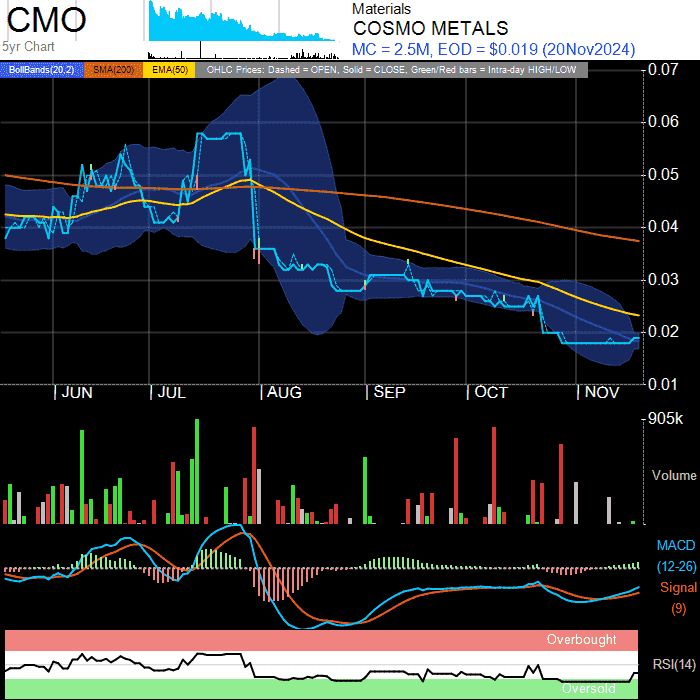 CMO
5yr Chart
Materials
COSMO METALS
MC = 2.5M, EOD = $0.019 (20Nov2024)
BollBands(20,2) SMA(200) EMA(50) OHLC Prices: Dashed = OPEN, Solid = CLOSE, Green/Red bars = Intra-day HIGH/LOW
0.07
0.06
0.05
0.04
0.03
0.02
0.01
| JUN | JUL | AUG | SEP | OCT | NOV
905k
Volume
MACD
(12-26)
Signal
(9)
Overbought
RSI(14)
Oversold